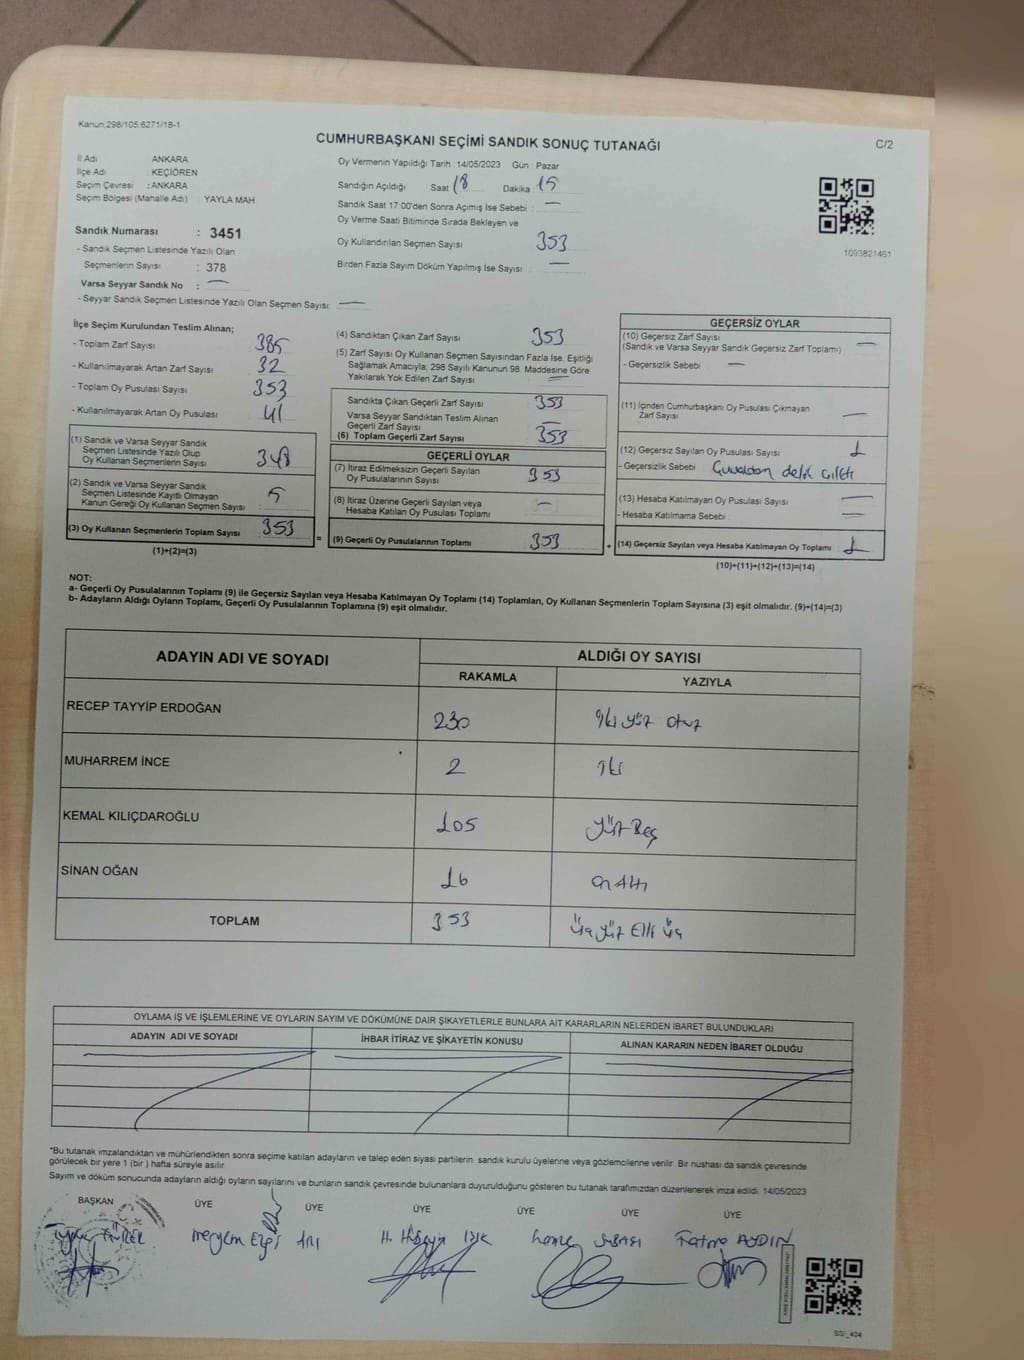 Kanun:298/105:6271/18-1
CUMHURBAŞKANI SEÇİMİ SANDIK SONUÇ TUTANAĞI
C/2
İl Adı ANKARA
İlçe Adı KEÇİÖREN
Seçim Çevresi : ANKARA
Seçim Bölgesi (Mahalle Adı) YAYLA MAH.
Sandık Numarası : 3451
- Sandık Seçmen Listesinde Yazılı Olan
Seçmenlerin Sayısı : 378
Varsa Seyyar Sandık No : —
- Seyyar Sandık Seçmen Listesinde Yazılı Olan Seçmen Sayısı: —
Oy Vermenin Yapıldığı Tarih 14/05/2023 Gün Pazar
Sandığın Açıldığı Saat 18 Dakika 15
Sandık Saat 17:00'den Sonra Açımış İse Sebebi : —
Oy Verme Saati Bitiminde Sırada Bekleyen ve
Oy Kullandırılan Seçmen Sayısı 353
Birden Fazla Sayım Döküm Yapılmış İse Sayısı : —
1093821461
İlçe Seçim Kurulundan Teslim Alınan;
- Toplam Zarf Sayısı 385
- Kullanılmayarak Artan Zarf Sayısı 32
- Toplam Oy Pusulası Sayısı 353
- Kullanılmayarak Artan Oy Pusulası 41
(1) Sandık ve Varsa Seyyar Sandık
Seçmen Listesinde Yazılı Olup
Oy Kullanan Seçmenlerin Sayısı 348
(2) Sandık ve Varsa Seyyar Sandık
Seçmen Listesinde Kayıtlı Olmayan
Kanun Gereği Oy Kullanan Seçmen Sayısı : 5
(3) Oy Kullanan Seçmenlerin Toplam Sayısı 353
(1)+(2)=(3)
(4) Sandıktan Çıkan Zarf Sayısı 353
(5) Zarf Sayısı Oy Kullanan Seçmen Sayısından Fazla İse, Eşitliği
Sağlamak Amacıyla; 298 Sayılı Kanunun 98. Maddesine Göre
Yakılarak Yok Edilen Zarf Sayısı —
Sandıkta Çıkan Geçerli Zarf Sayısı 353
Varsa Seyyar Sandıktan Teslim Alınan
Geçerli Zarf Sayısı —
(6) Toplam Geçerli Zarf Sayısı 353
GEÇERLİ OYLAR
(7) İtiraz Edilmeksizin Geçerli Sayılan
Oy Pusulalarının Sayısı 353
(8) İtiraz Üzerine Geçerli Sayılan veya
Hesaba Katılan Oy Pusulası Toplamı —
= (9) Geçerli Oy Pusulalarının Toplamı 353 +
GEÇERSİZ OYLAR
(10) Geçersiz Zarf Sayısı
(Sandık ve Varsa Seyyar Sandık Geçersiz Zarf Toplamı) —
- Geçersizlik Sebebi —
(11) İçinden Cumhurbaşkanı Oy Pusulası Çıkmayan
Zarf Sayısı —
(12) Geçersiz Sayılan Oy Pusulası Sayısı 1
- Geçersizlik Sebebi delik çıktı
(13) Hesaba Katılmayan Oy Pusulası Sayısı —
- Hesaba Katılmama Sebebi —
(14) Geçersiz Sayılan veya Hesaba Katılmayan Oy Toplamı 1
(10)+(11)+(12)+(13)=(14)
NOT:
a- Geçerli Oy Pusulalarının Toplamı (9) ile Geçersiz Sayılan veya Hesaba Katılmayan Oy Toplamı (14) Toplamları, Oy Kullanan Seçmenlerin Toplam Sayısına (3) eşit olmalıdır. (9)+(14)=(3)
b- Adayların Aldığı Oyların Toplamı, Geçerli Oy Pusulalarının Toplamına (9) eşit olmalıdır.
ADAYIN ADI VE SOYADI ALDIĞI OY SAYISI
RAKAMLA YAZIYLA
RECEP TAYYİP ERDOĞAN 230 iki yüz otuz
MUHARREM İNCE 2 iki
KEMAL KILIÇDAROĞLU 105 yüz Beş
SİNAN OĞAN 16 on Altı
TOPLAM 353 üç yüz Elli üç
OYLAMA İŞ VE İŞLEMLERİNE VE OYLARIN SAYIM VE DÖKÜMÜNE DAİR ŞİKAYETLERLE BUNLARA AİT KARARLARIN NELERDEN İBARET BULUNDUKLARI
ADAYIN ADI VE SOYADI İHBAR İTİRAZ VE ŞİKAYETİN KONUSU ALINAN KARARIN NEDEN İBARET OLDUĞU
*Bu tutanak imzalandıktan ve mühürlendikten sonra seçime katılan adayların ve talep eden siyasi partilerin sandık kurulu üyelerine veya gözlemcilerine verilir. Bir nüshası da sandık çevresinde
görülecek bir yere 1 (bir) hafta süreyle asılır.
Sayım ve döküm sonucunda adayların aldığı oyların sayılarını ve bunların sandık çevresinde bulunanlara duyurulduğunu gösteren bu tutanak tarafımızdan düzenlenerek imza edildi. 14/05/2023
BAŞKAN ÜYE ÜYE ÜYE ÜYE ÜYE ÜYE
Meryem Ezgi ARI H. Hüseyin IŞIK Fatma AYDIN
SSİ_404